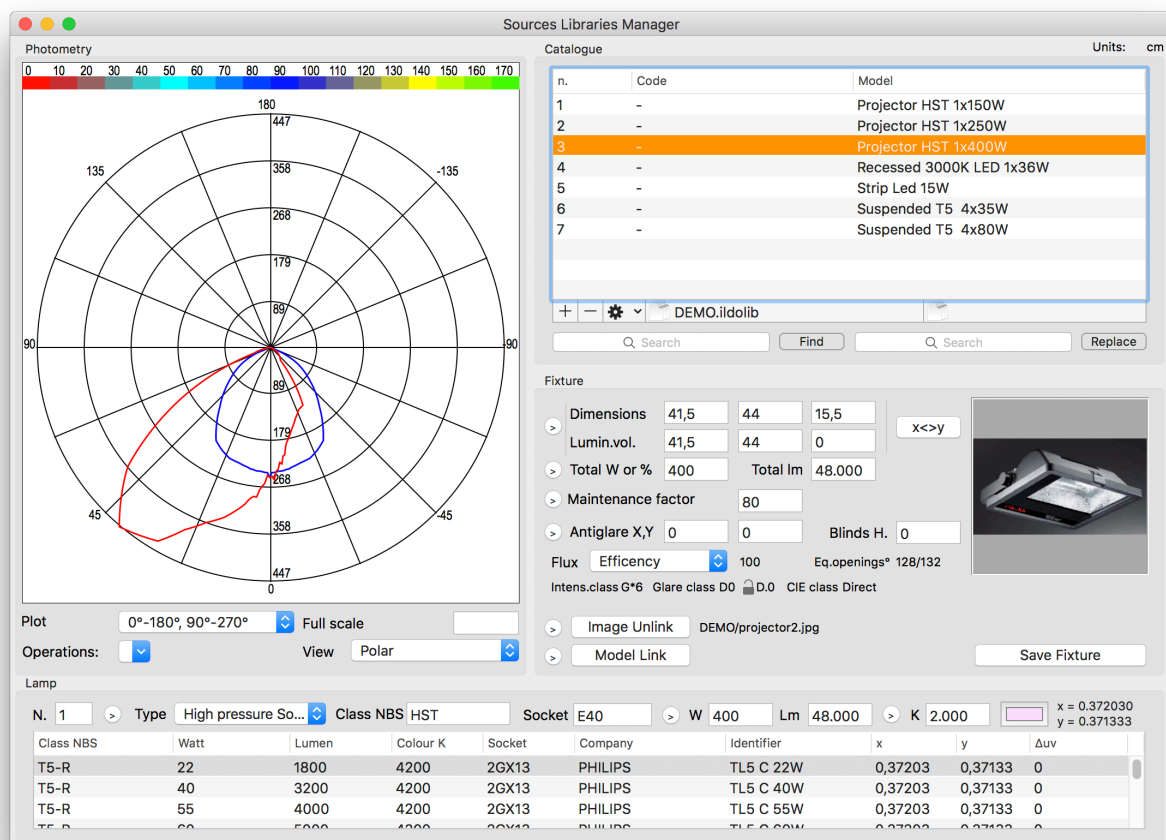 Sources Libraries Manager
Photometry
0 10 20 30 40 50 60 70 80 90 100 110 120 130 140 150 160 170
180
447
135
358
-135
268
179
89
90
-90
89
179
268
45
358
-45
447
0
Plot 0°-180°, 90°-270° Full scale
Operations: View Polar
Catalogue Units: cm
n. Code Model
1 - Projector HST 1x150W
2 - Projector HST 1x250W
3 - Projector HST 1x400W
4 - Recessed 3000K LED 1x36W
5 - Strip Led 15W
6 - Suspended T5 4x35W
7 - Suspended T5 4x80W
+ − DEMO.ildolib
Search Find Search Replace
Fixture
> Dimensions 41,5 44 15,5 x<>y
Lumin.vol. 41,5 44 0
> Total W or % 400 Total lm 48.000
> Maintenance factor 80
> Antiglare X,Y 0 0 Blinds H. 0
Flux Efficency 100 Eq.openings° 128/132
Intens.class G*6 Glare class D0 D.0 CIE class Direct
> Image Unlink DEMO/projector2.jpg
> Model Link Save Fixture
Lamp
N. 1 > Type High pressure So... Class NBS HST Socket E40 > W 400 Lm 48.000 > K 2.000 x = 0.372030
y = 0.371333
Class NBS Watt Lumen Colour K Socket Company Identifier x y Δuv
T5-R 22 1800 4200 2GX13 PHILIPS TL5 C 22W 0,37203 0,37133 0
T5-R 40 3200 4200 2GX13 PHILIPS TL5 C 40W 0,37203 0,37133 0
T5-R 55 4000 4200 2GX13 PHILIPS TL5 C 55W 0,37203 0,37133 0